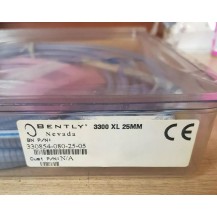 BENTLY
Nevada
3300 XL 25MM
BN P/N:
330854-080-25-05
Cust P/N: N/A
CE